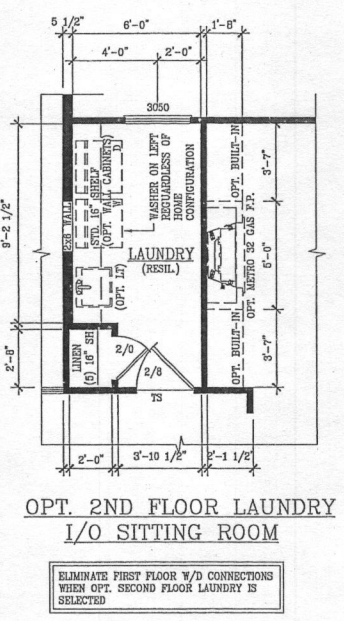 5 1/2"
6'-0"
1'-8"
4'-0"
2'-0"
3050
9'-2 1/2"
2x6 WALL
STD. 16" SHELF
(OPT. WALL CABINETS)
W
D
WASHER ON LEFT
REGUARDLESS OF
HOME
CONFIGURATION
LAUNDRY
(RESIL.)
(OPT. LT)
OPT. BUILT-IN
OPT. METRO 32 GAS F.P.
OPT. BUILT-IN
3'-7"
5'-0"
3'-7"
2'-8"
LINEN
(5) 16" SH
2/0
2/8
TS
2'-0"
3'-10 1/2"
2'-1 1/2"
OPT. 2ND FLOOR LAUNDRY
I/O SITTING ROOM
ELIMINATE FIRST FLOOR W/D CONNECTIONS
WHEN OPT. SECOND FLOOR LAUNDRY IS
SELECTED